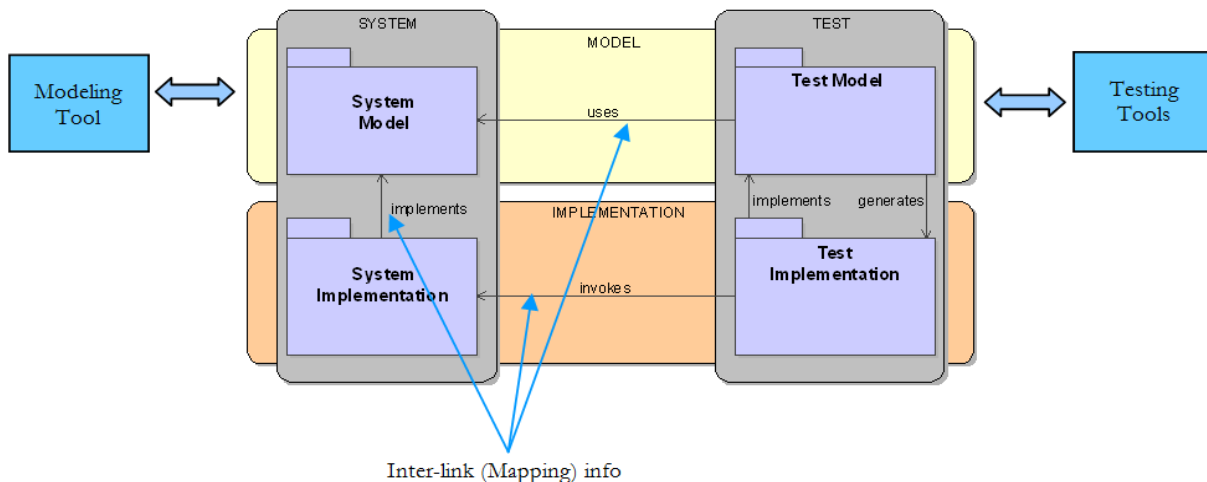 SYSTEM
TEST
MODEL
Modeling
Tool
System
Model
uses
Test Model
Testing
Tools
implements
implements
generates
IMPLEMENTATION
System
Implementation
invokes
Test
Implementation
Inter-link (Mapping) info